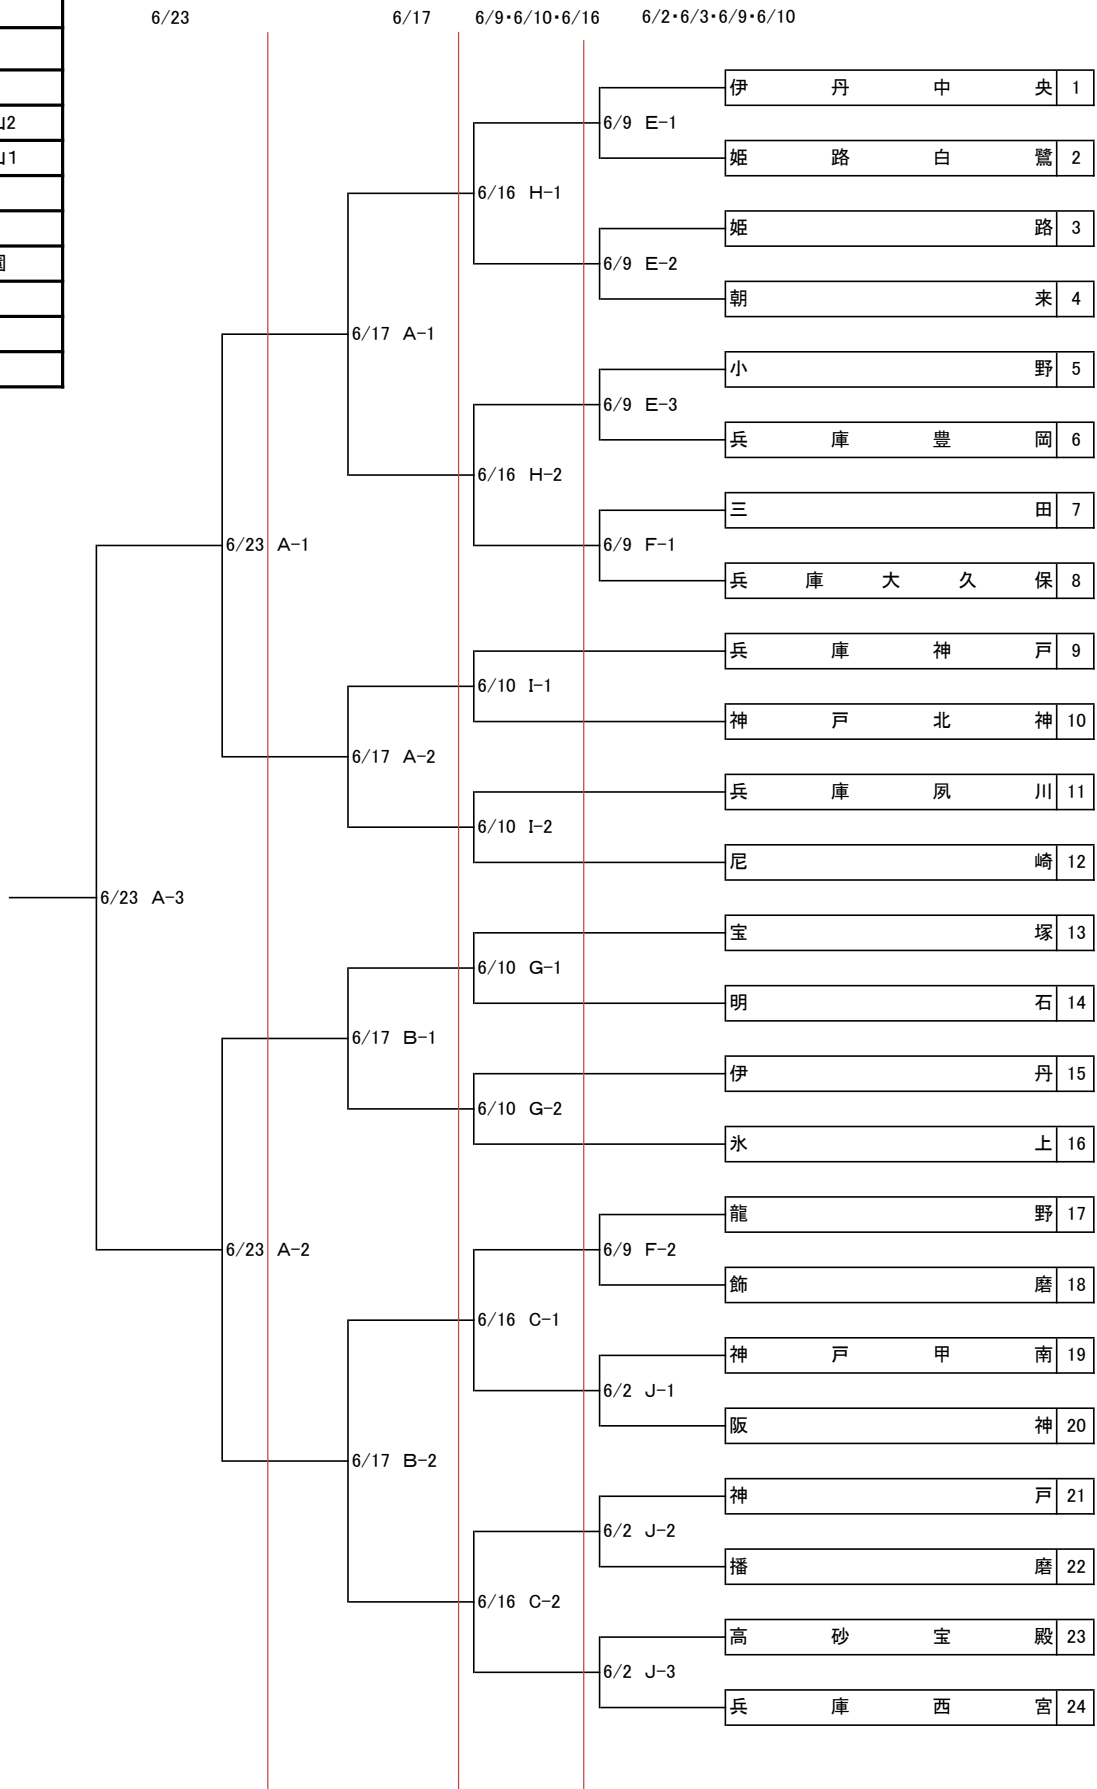 6/23 6/17 6/9・6/10・6/16 6/2・6/3・6/9・6/10
2
1
伊丹中央 1
6/9 E-1
姫路白鷺 2
6/16 H-1
姫路 3
6/9 E-2
朝来 4
6/17 A-1
小野 5
6/9 E-3
兵庫豊岡 6
6/16 H-2
三田 7
6/23 A-1
6/9 F-1
兵庫大久保 8
兵庫神戸 9
6/10 I-1
神戸北神 10
6/17 A-2
兵庫夙川 11
6/10 I-2
尼崎 12
6/23 A-3
宝塚 13
6/10 G-1
明石 14
6/17 B-1
伊丹 15
6/10 G-2
氷上 16
龍野 17
6/23 A-2
6/9 F-2
飾磨 18
6/16 C-1
神戸甲南 19
6/2 J-1
阪神 20
6/17 B-2
神戸 21
6/2 J-2
播磨 22
6/16 C-2
高砂宝殿 23
6/2 J-3
兵庫西宮 24